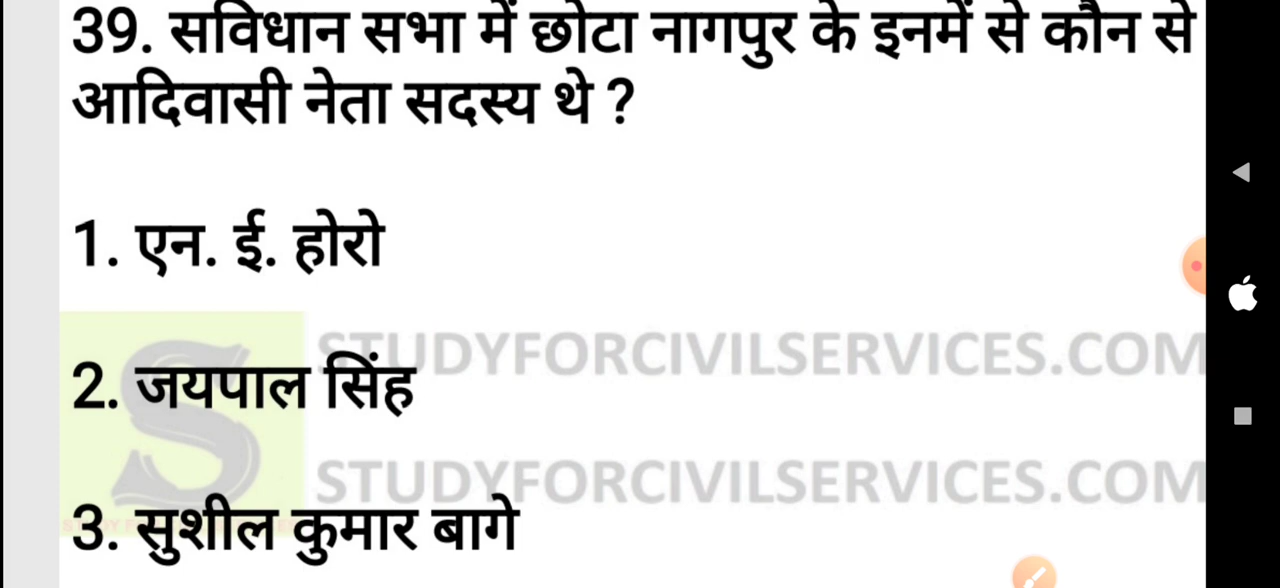 39. सविधान सभा में छोटा नागपुर के इनमें से कौन से
आदिवासी नेता सदस्य थे ?
1. एन. ई. होरो
STUDYFORCIVILSERVICES.COM
2. जयपाल सिंह
STUDYFORCIVILSERVICES.COM
3. सुशील कुमार बागे